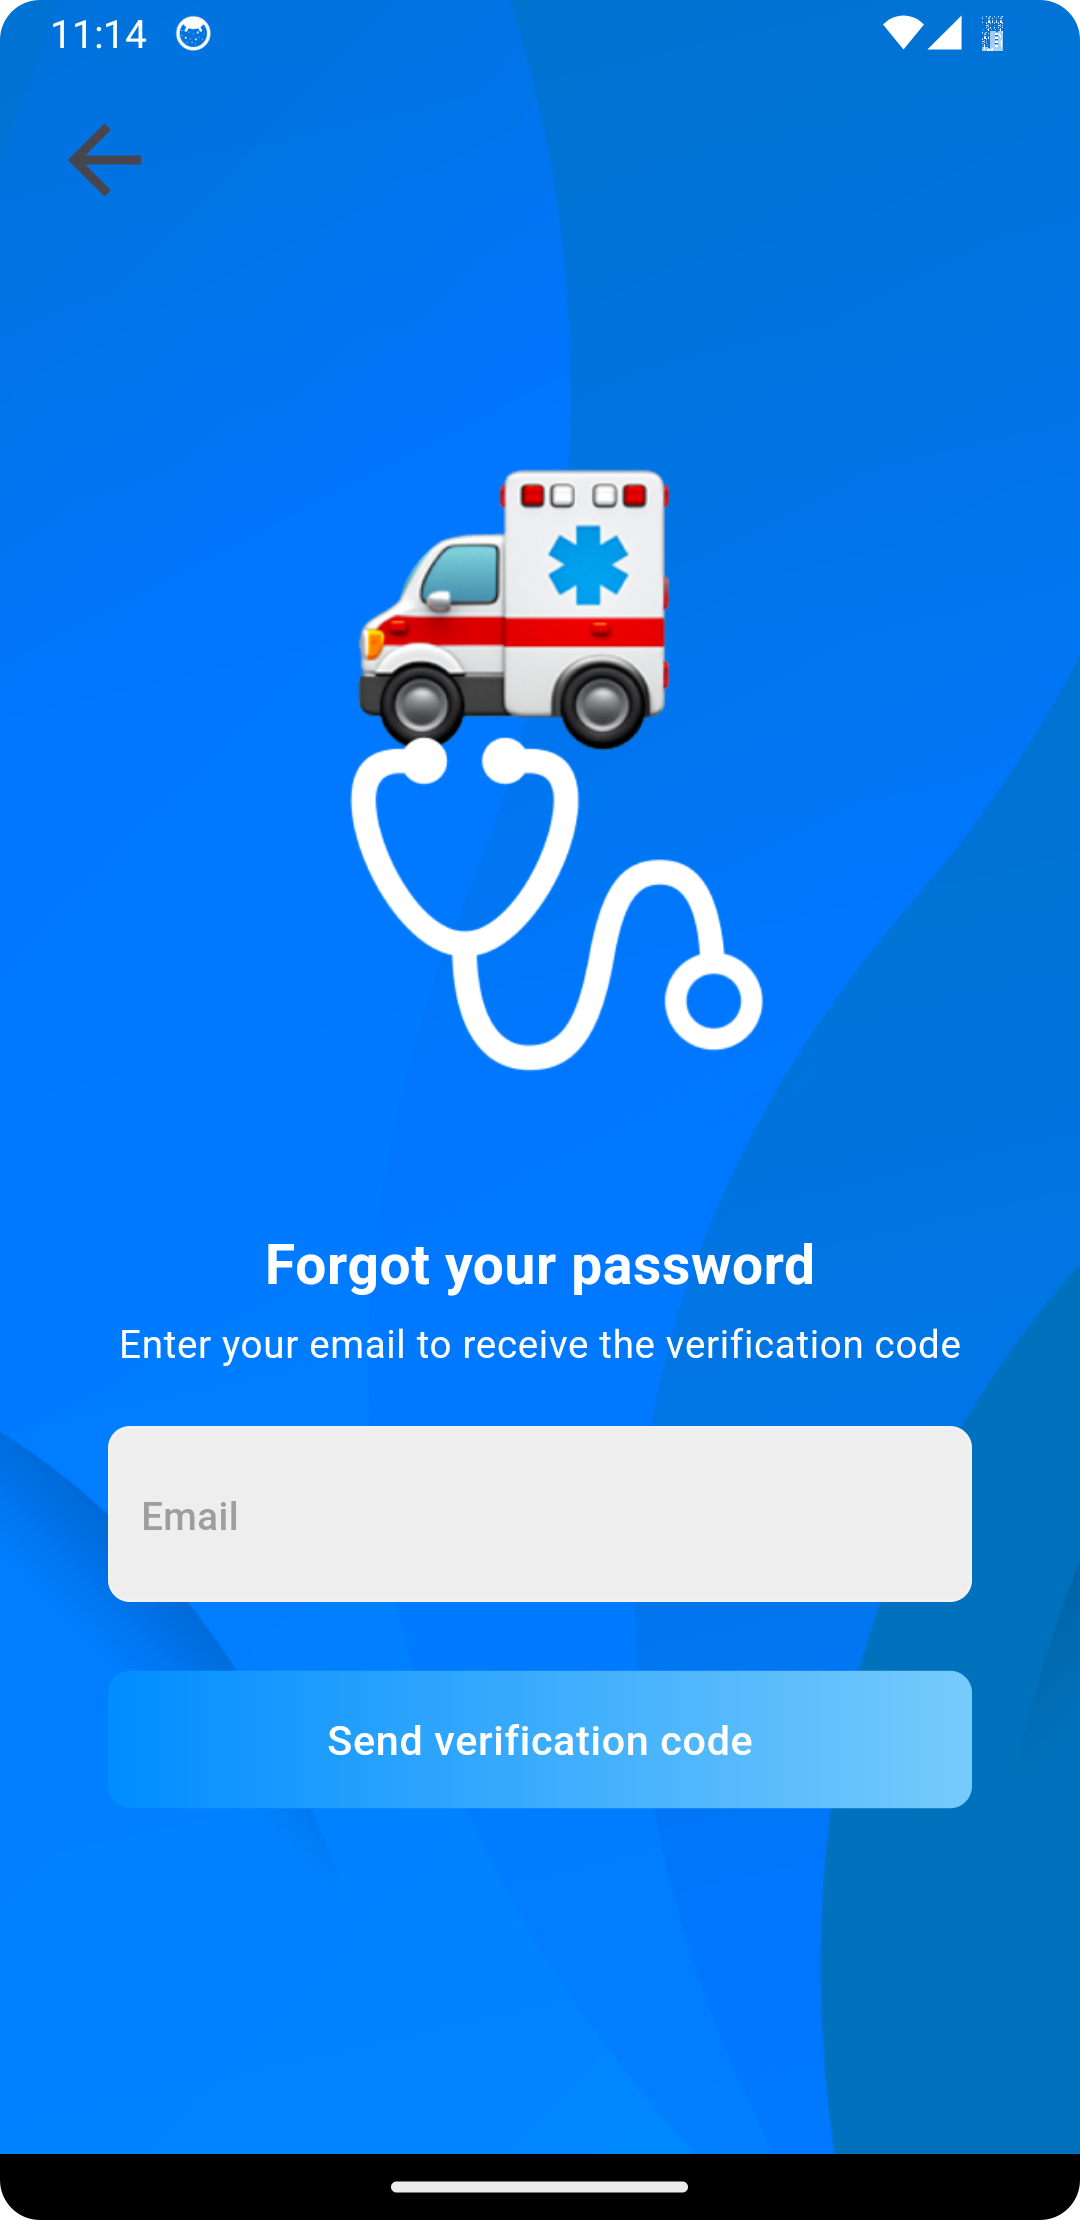 11:14
Forgot your password
Enter your email to receive the verification code
Email
Send verification code